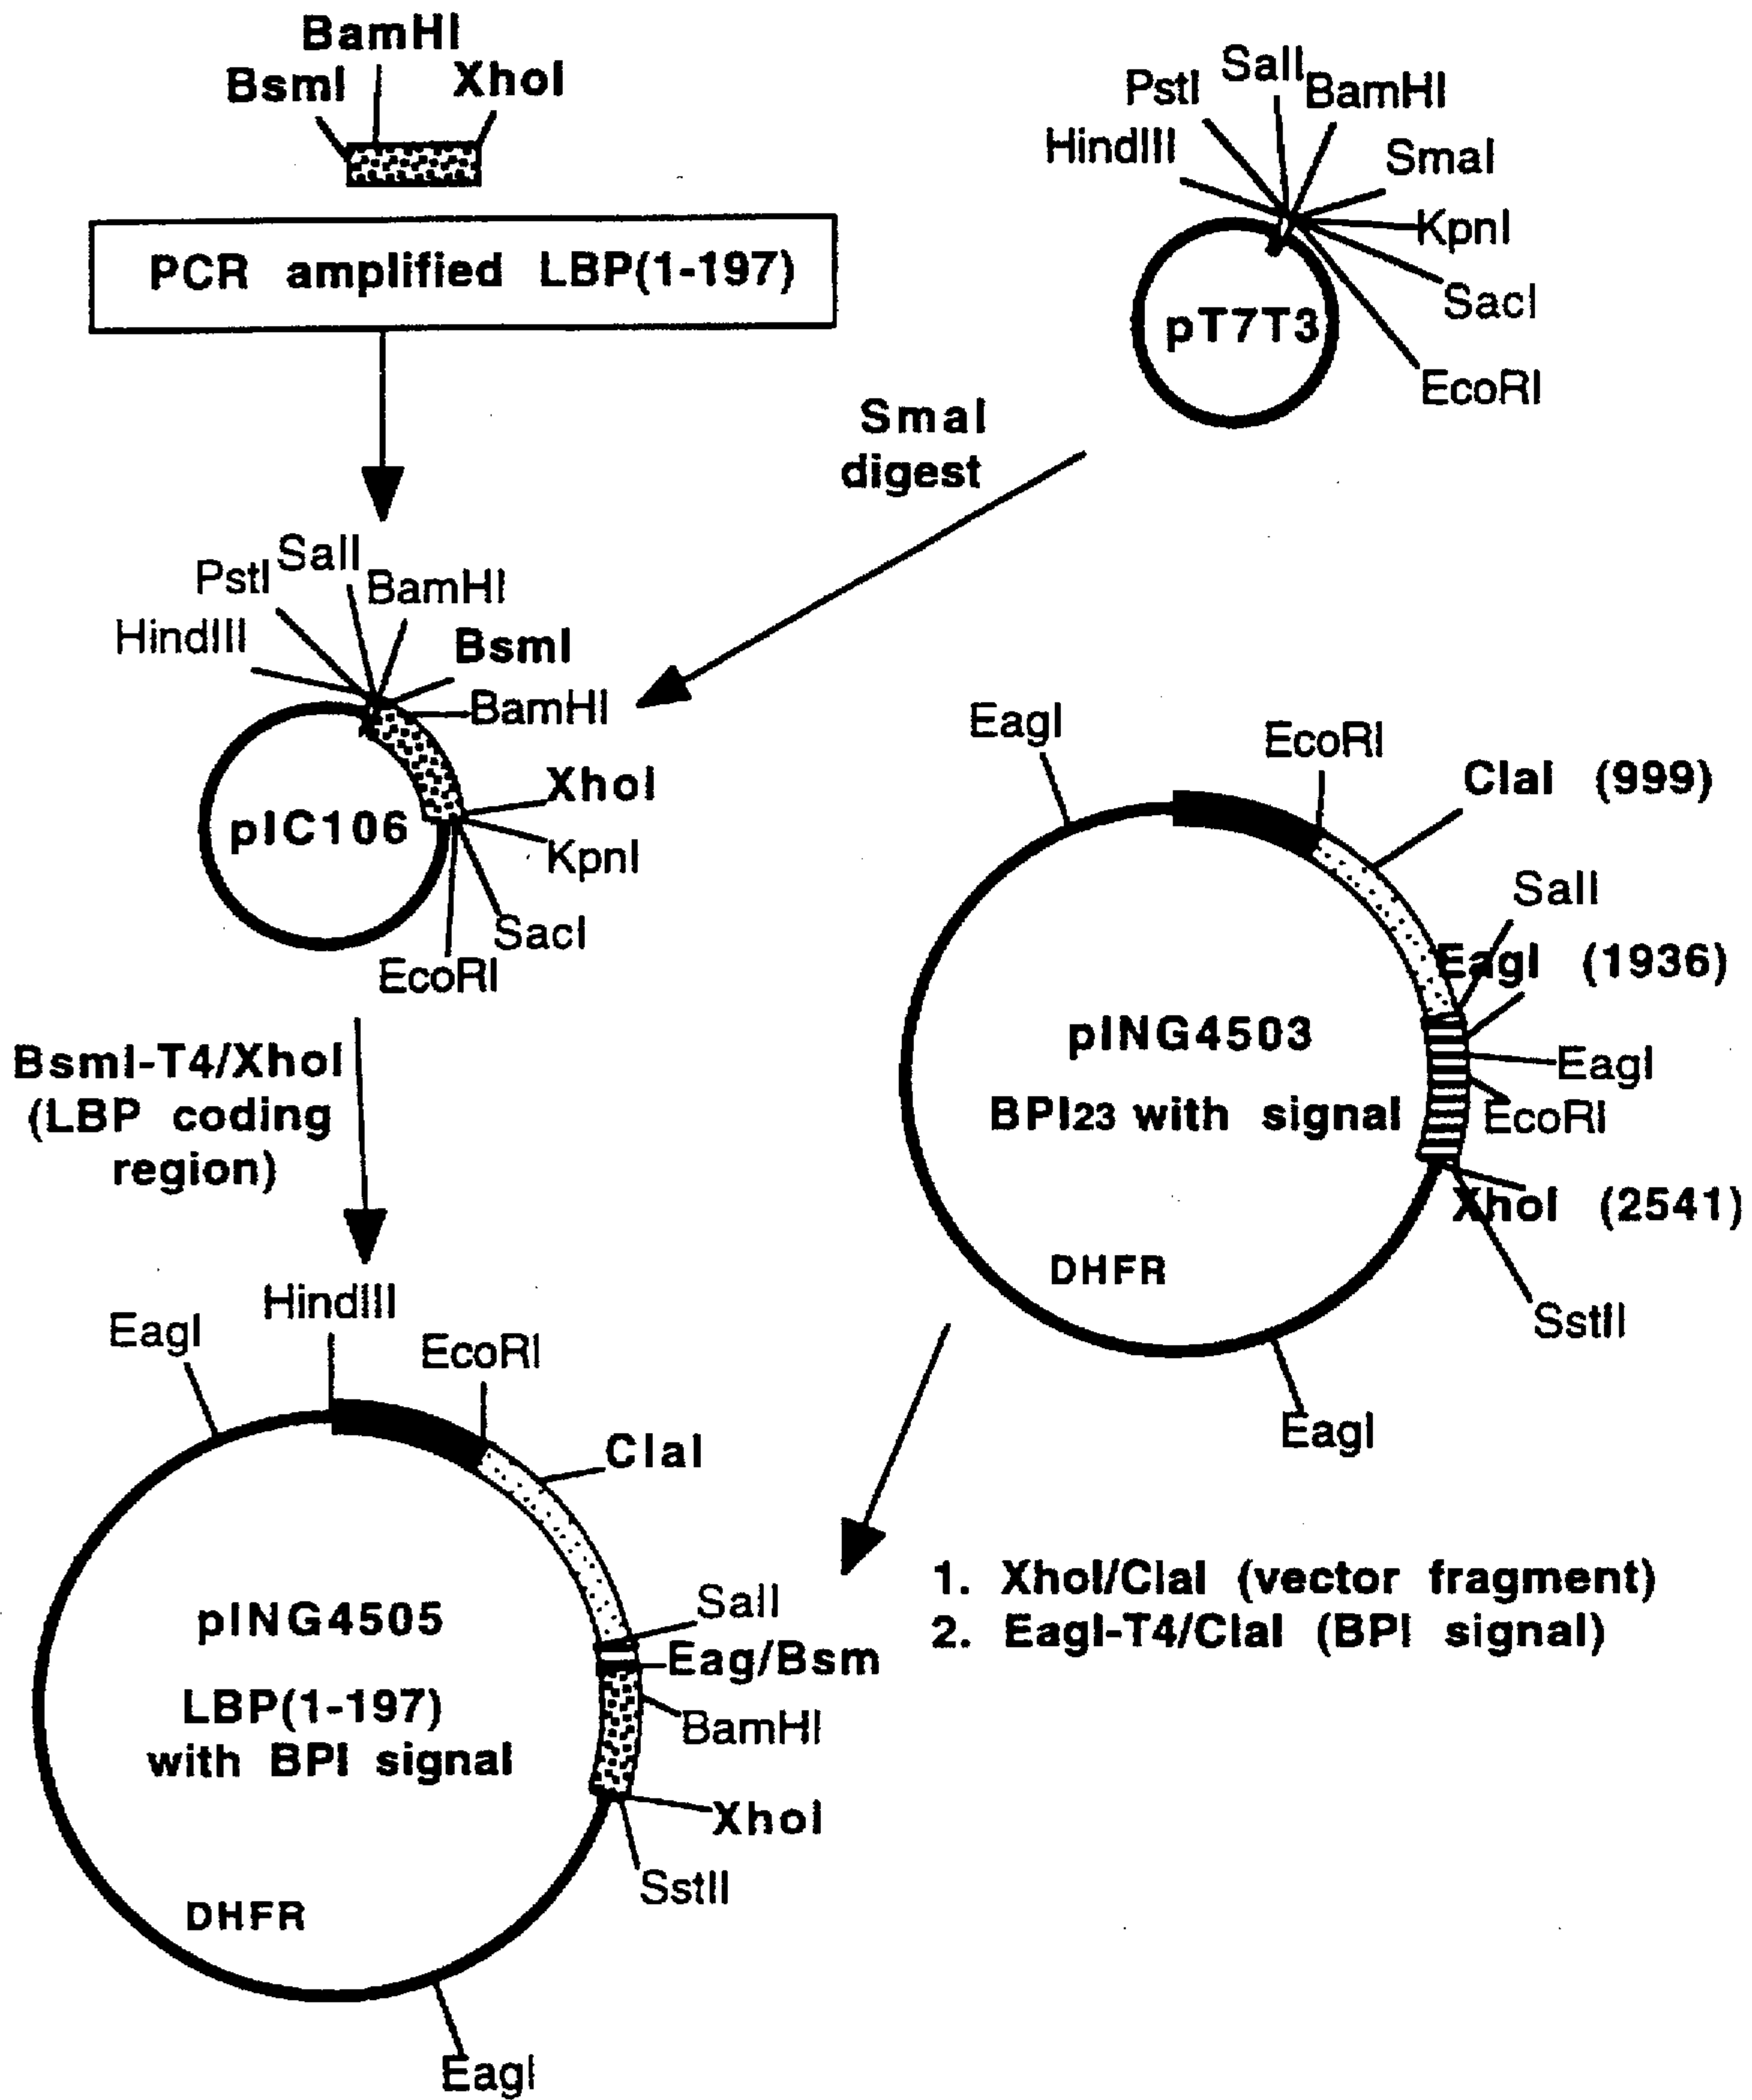 BamHI
BsmI
XhoI
PCR amplified LBP(1-197)
SalI
PstI
BamHI
HindIII
SmaI
KpnI
SacI
EcoRI
pT7T3
SmaI
digest
SalI
PstI
BamHI
HindIII
BsmI
BamHI
XhoI
pIC106
KpnI
SacI
EcoRI
EagI
EcoRI
ClaI (999)
SalI
EagI (1936)
pING4503
EagI
BPI23 with signal
EcoRI
XhoI (2541)
DHFR
SstII
EagI
BsmI-T4/XhoI
(LBP coding
region)
HindIII
EagI
EcoRI
ClaI
1. XhoI/ClaI (vector fragment)
2. EagI-T4/ClaI (BPI signal)
SalI
pING4505
Eag/Bsm
LBP(1-197)
with BPI signal
BamHI
XhoI
SstII
DHFR
EagI